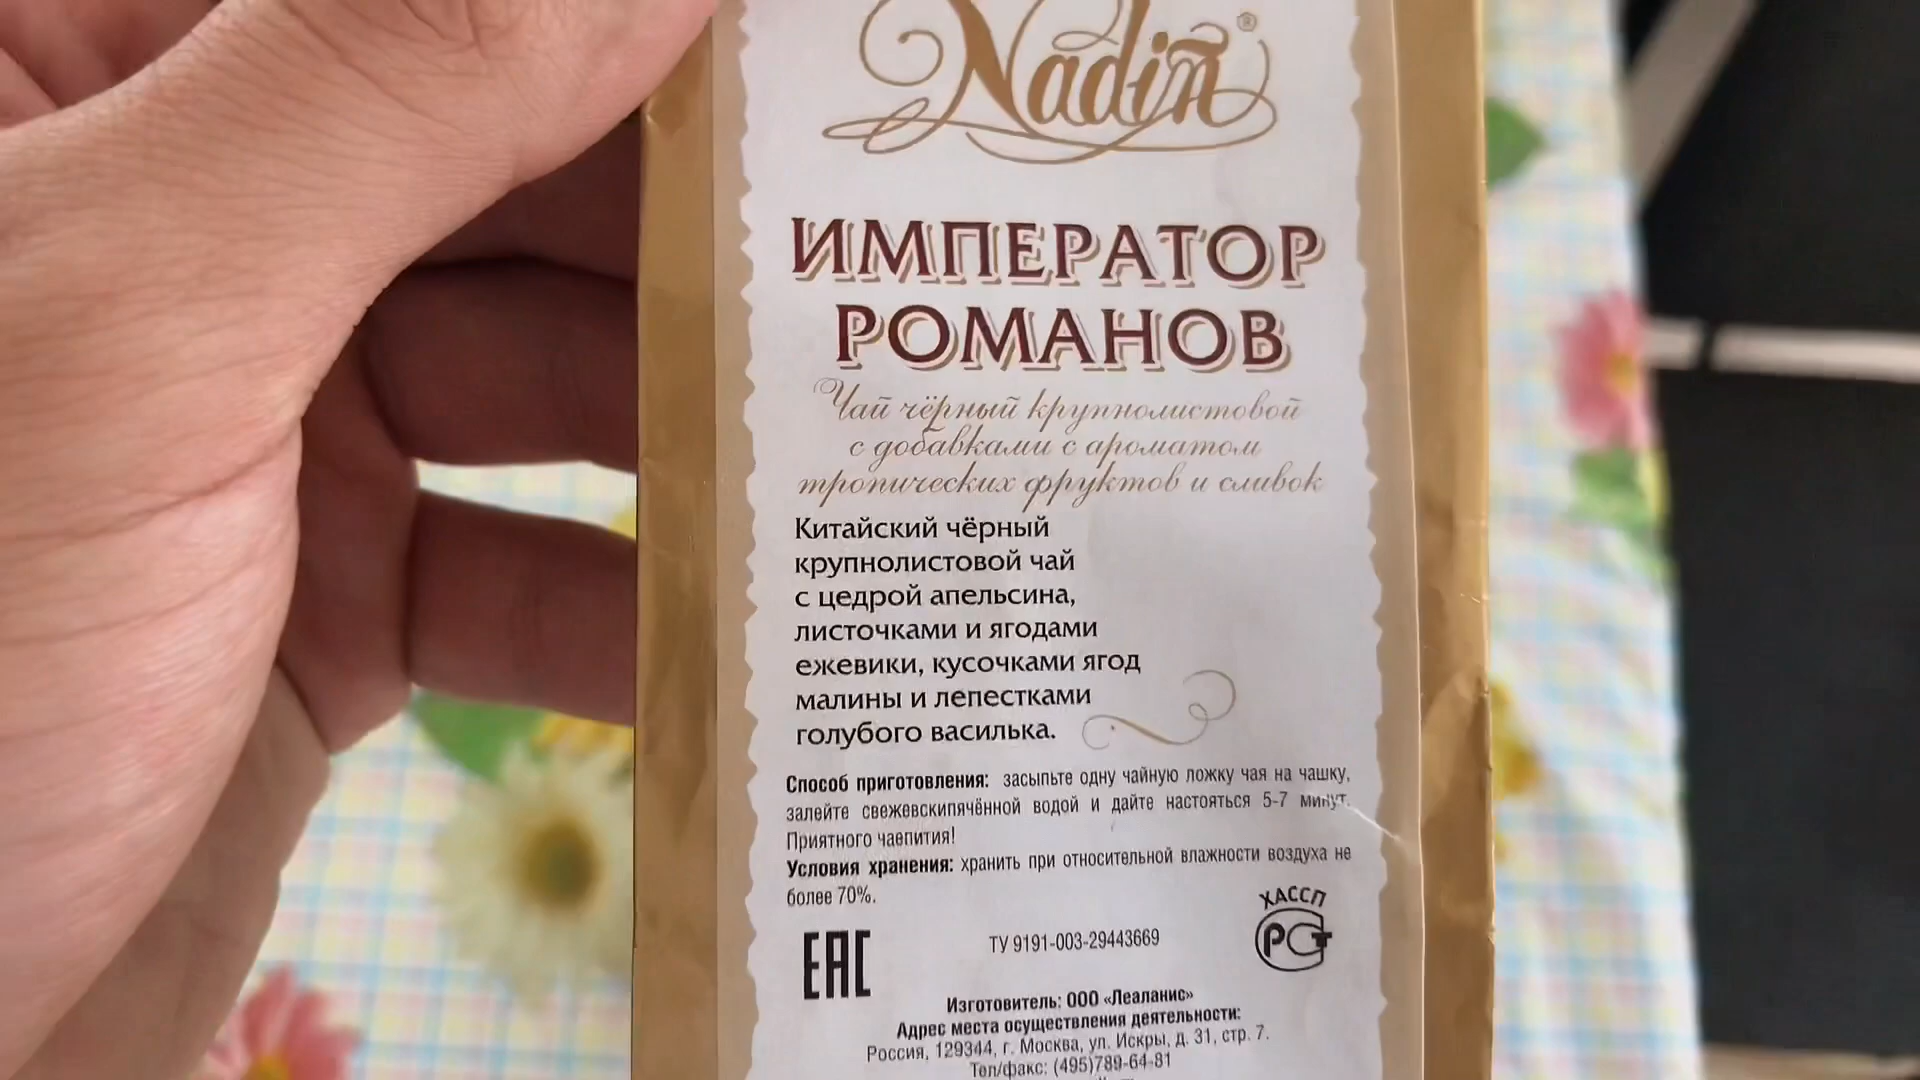 Nadin®
ИМПЕРАТОР
РОМАНОВ
Чай чёрный крупнолистовой
с добавками с ароматом
тропических фруктов и сливок
Китайский чёрный
крупнолистовой чай
с цедрой апельсина,
листочками и ягодами
ежевики, кусочками ягод
малины и лепестками
голубого василька.
Способ приготовления: засыпьте одну чайную ложку чая на чашку,
залейте свежевскипячённой водой и дайте настояться 5-7 минут.
Приятного чаепития!
Условия хранения: хранить при относительной влажности воздуха не
более 70%.
ХАССП
РСТ
ЕАС
ТУ 9191-003-29443669
Изготовитель: ООО «Леаланис»
Адрес места осуществления деятельности:
Россия, 129344, г. Москва, ул. Искры, д. 31, стр. 7.
Тел/факс: (495)789-64-81